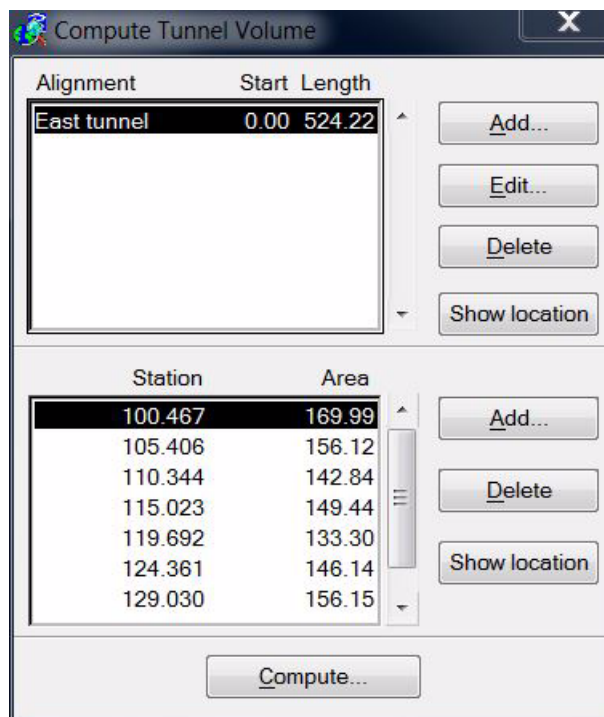 Compute Tunnel Volume
X
Alignment Start Length
East tunnel 0.00 524.22
Add...
Edit...
Delete
Show location
Station Area
100.467 169.99
105.406 156.12
110.344 142.84
115.023 149.44
119.692 133.30
124.361 146.14
129.030 156.15
Add...
Delete
Show location
Compute...